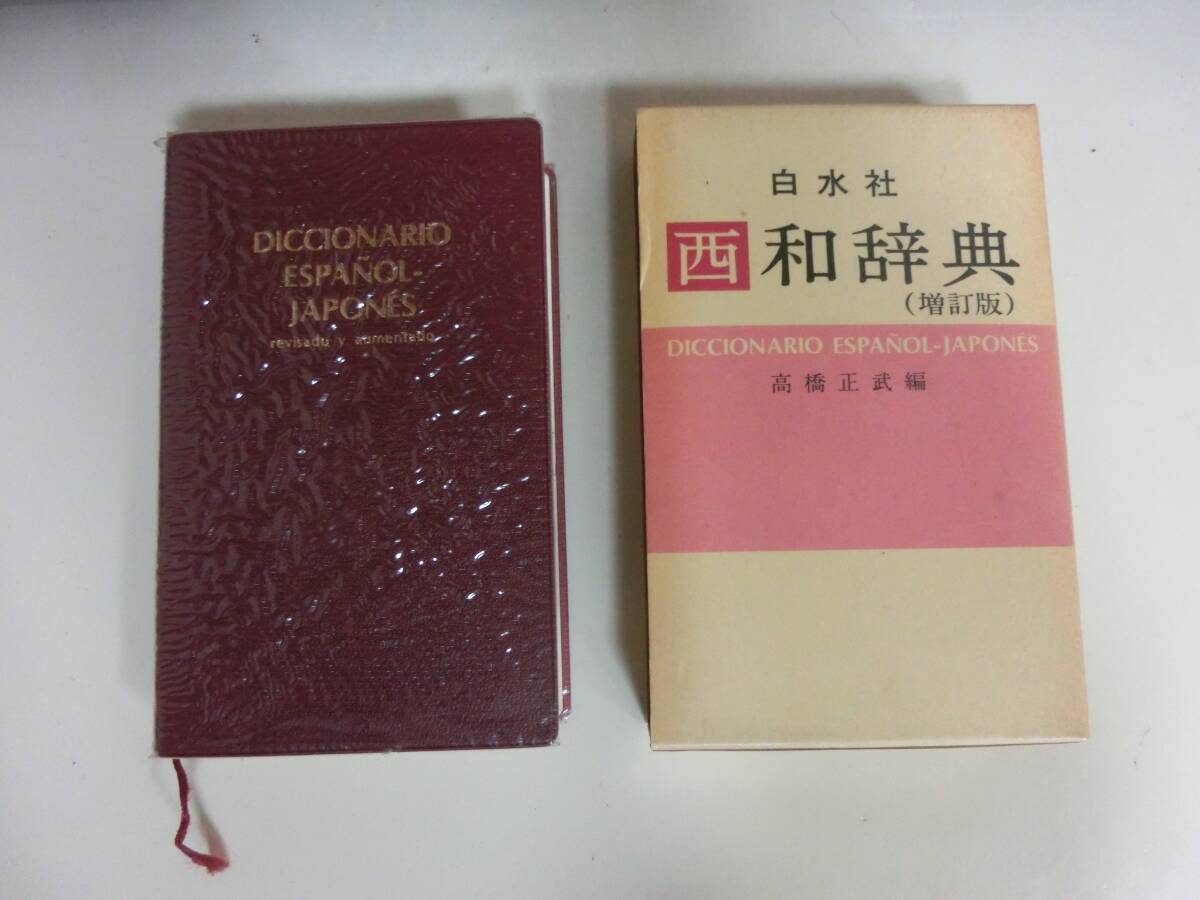 DICCIONARIO
ESPAÑOL-
JAPONÉS
revisado y aumentado
白水社
西和辞典
(増訂版)
DICCIONARIO ESPAÑOL-JAPONÉS
高橋正武編